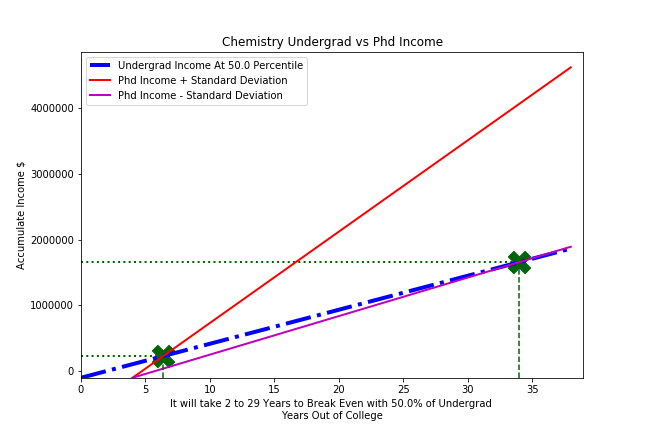 Chemistry Undergrad vs Phd Income
Undergrad Income At 50.0 Percentile
Phd Income + Standard Deviation
Phd Income - Standard Deviation
Accumulate Income $
4000000
3000000
2000000
1000000
0
0 5 10 15 20 25 30 35
It will take 2 to 29 Years to Break Even with 50.0% of Undergrad
Years Out of College